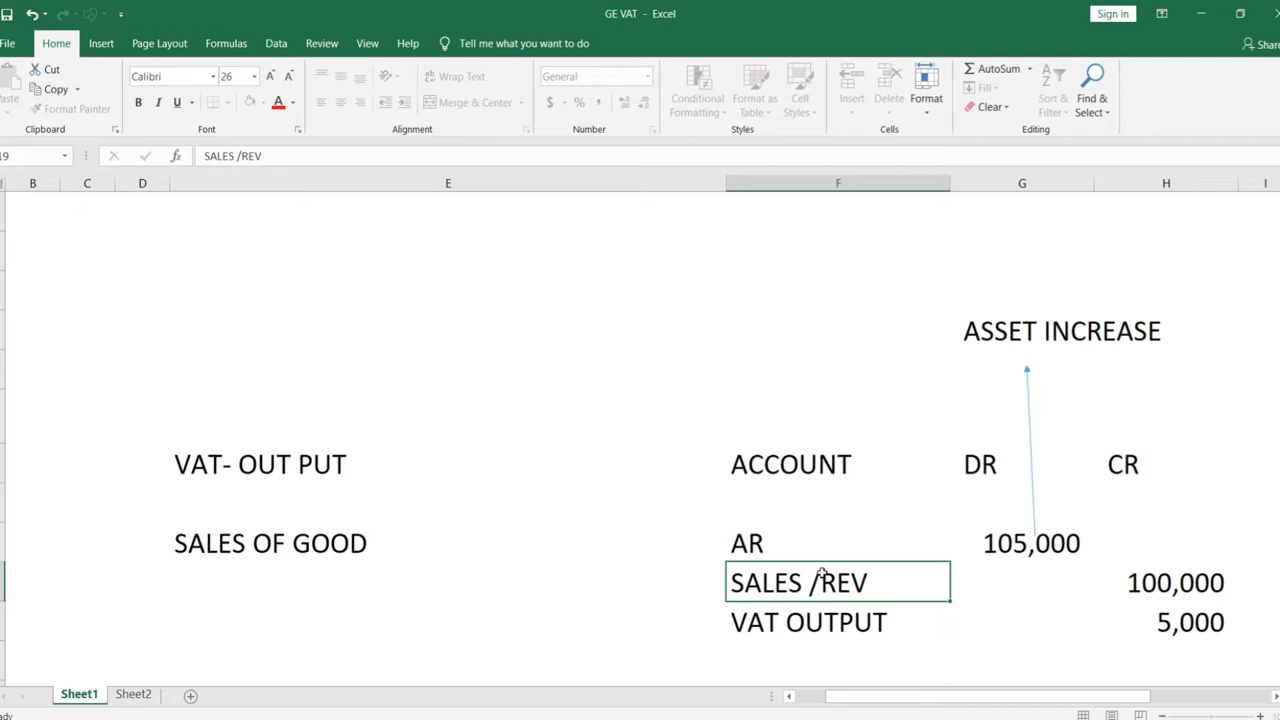 GE VAT - Excel
Sign in
File Home Insert Page Layout Formulas Data Review View Help Tell me what you want to do Share
Cut
Copy
Format Painter
Paste
Calibri 26
B I U A
Wrap Text
Merge & Center
General
$ % ,
Conditional Formatting
Format as Table
Cell Styles
Insert Delete Format
AutoSum
Fill
Clear
Sort & Filter
Find & Select
Clipboard Font Alignment Number Styles Cells Editing
19 fx SALES /REV
B C D E F G H I
ASSET INCREASE
VAT- OUT PUT ACCOUNT DR CR
SALES OF GOOD AR 105,000
SALES /REV 100,000
VAT OUTPUT 5,000
Sheet1 Sheet2